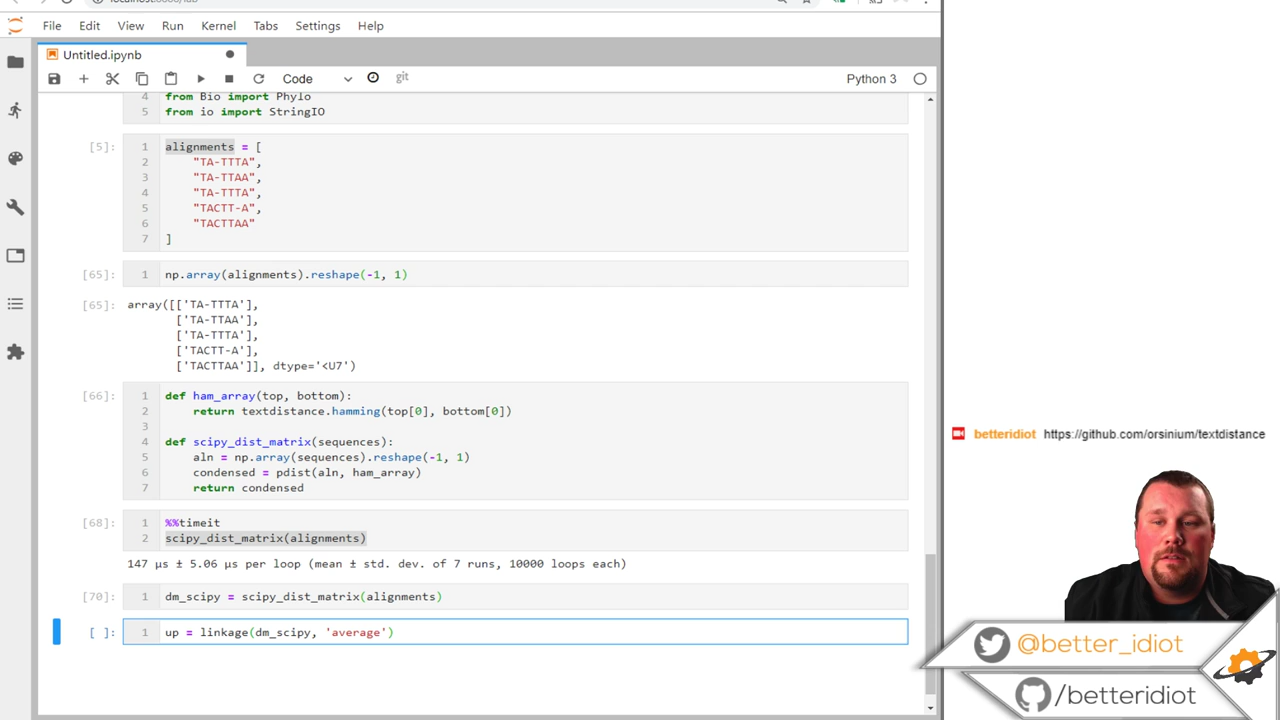 File Edit View Run Kernel Tabs Settings Help
Untitled.ipynb
Code git Python 3
4 from Bio import Phylo
5 from io import StringIO
[5]: 1 alignments = [
2 "TA-TTTA",
3 "TA-TTAA",
4 "TA-TTTA",
5 "TACTT-A",
6 "TACTTAA"
7 ]
[65]: 1 np.array(alignments).reshape(-1, 1)
[65]: array([['TA-TTTA'],
['TA-TTAA'],
['TA-TTTA'],
['TACTT-A'],
['TACTTAA']], dtype='<U7')
[66]: 1 def ham_array(top, bottom):
2 return textdistance.hamming(top[0], bottom[0])
3
4 def scipy_dist_matrix(sequences):
5 aln = np.array(sequences).reshape(-1, 1)
6 condensed = pdist(aln, ham_array)
7 return condensed
[68]: 1 %%timeit
2 scipy_dist_matrix(alignments)
147 µs ± 5.06 µs per loop (mean ± std. dev. of 7 runs, 10000 loops each)
[70]: 1 dm_scipy = scipy_dist_matrix(alignments)
[ ]: 1 up = linkage(dm_scipy, 'average')
betteridiot https://github.com/orsinium/textdistance
@better_idiot
/betteridiot